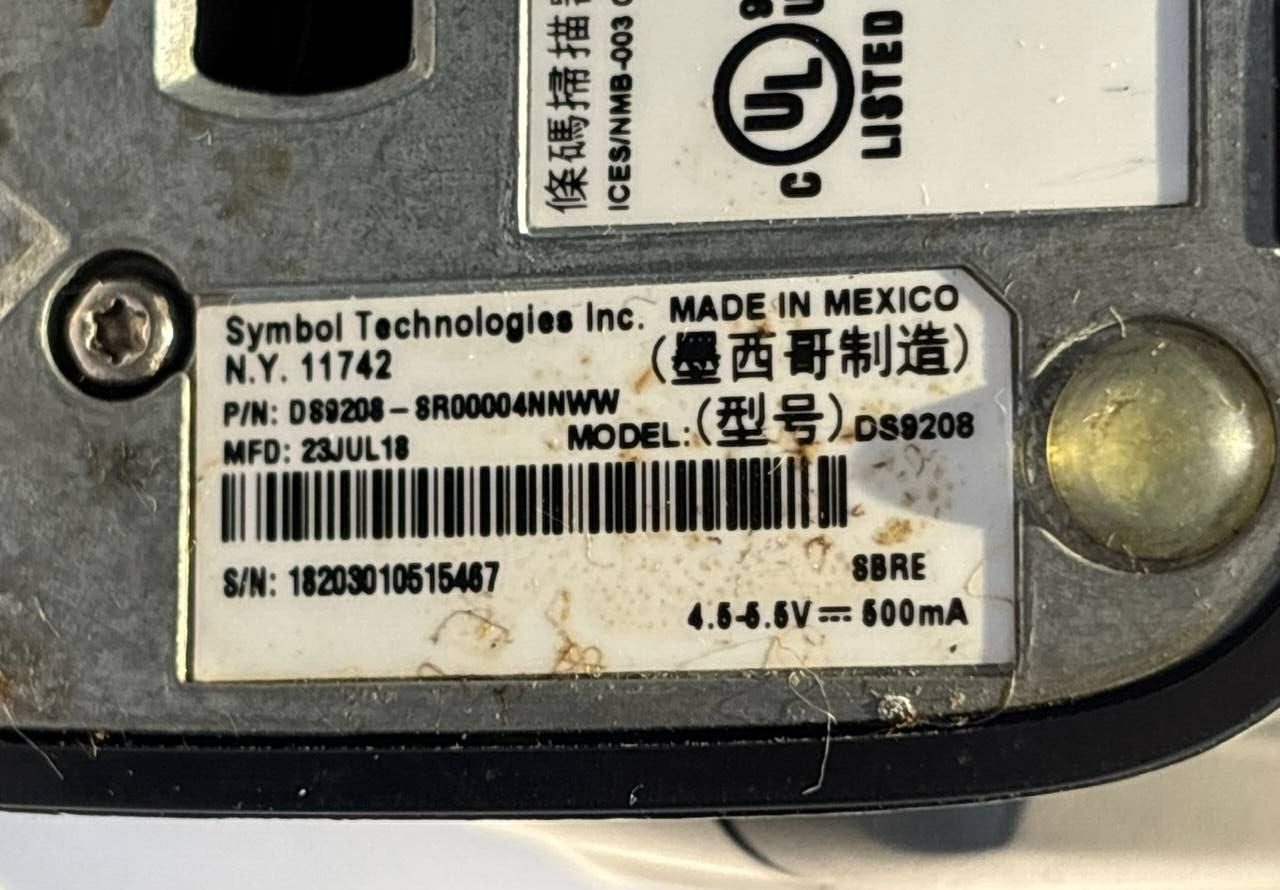 條碼掃描
ICES/NMB-003
C UL U
LISTED
Symbol Technologies Inc. MADE IN MEXICO
N.Y. 11742 (墨西哥制造)
P/N: DS9208-SR00004NNWW
MFD: 23JUL18 MODEL:(型号) DS9208
S/N: 18203010515467 SBRE
4.5-5.5V ⎓ 500mA